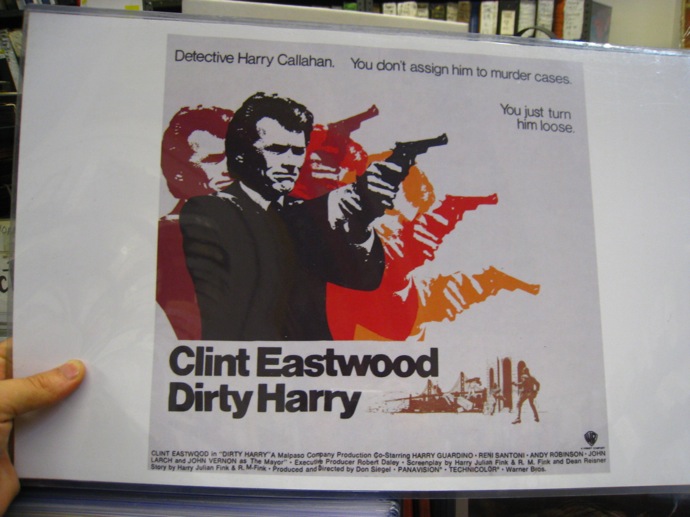 Detective Harry Callahan. You don't assign him to murder cases.
You just turn
him loose.
Clint Eastwood
Dirty Harry
CLINT EASTWOOD in "DIRTY HARRY" A Malpaso Company Production Co-Starring HARRY GUARDINO • RENI SANTONI • ANDY ROBINSON • JOHN
LARCH and JOHN VERNON as The Mayor" • Executive Producer Robert Daley • Screenplay by Harry Julian Fink & R. M. Fink and Dean Reisner
Story by Harry Julian Fink & R. M. Fink • Produced and Directed by Don Siegel • PANAVISION® • TECHNICOLOR® • Warner Bros.